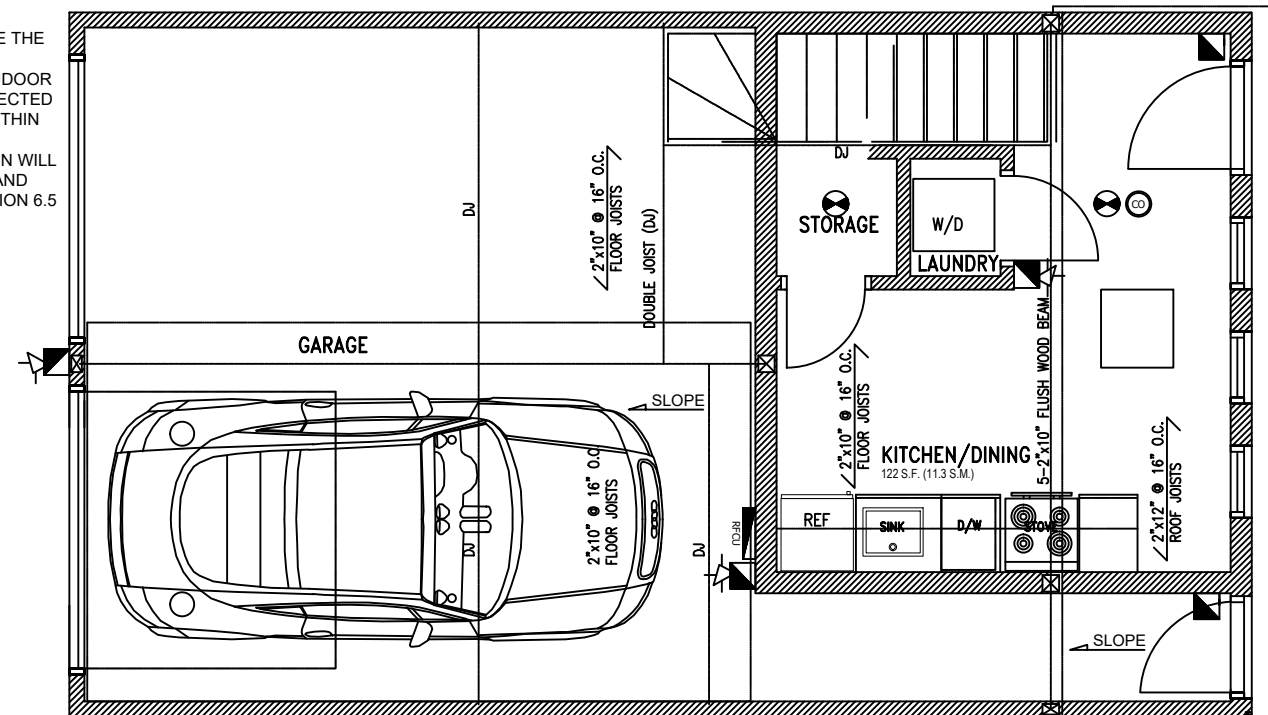 E THE
DOOR
ECTED
THIN
N WILL
AND
ION 6.5
DJ
2"x10" @ 16" O.C.
FLOOR JOISTS
DOUBLE JOIST (DJ)
DJ
STORAGE
W/D
LAUNDRY
CO
GARAGE
SLOPE
2"x10" @ 16" O.C.
FLOOR JOISTS
DJ
DJ
RFCU
2"x10" @ 16" O.C.
FLOOR JOISTS
KITCHEN/DINING
122 S.F. (11.3 S.M.)
5-2"x10" FLUSH WOOD BEAM
2"x12" @ 16" O.C.
ROOF JOISTS
REF
SINK
D/W
STOVE
SLOPE